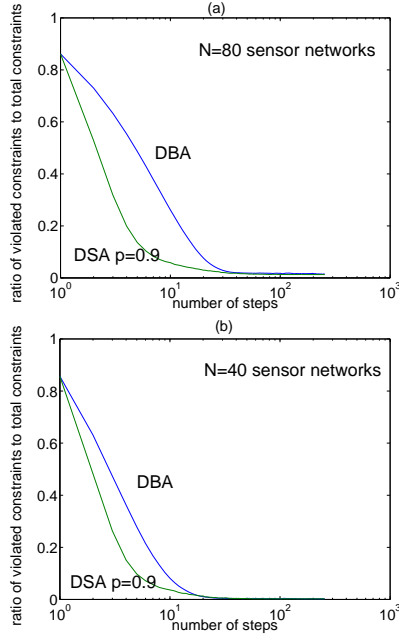 (a)
ratio of violated constraints to total constraints
1
0.8
0.6
0.4
0.2
0
N=80 sensor networks
DBA
DSA p=0.9
10^0
10^1
10^2
10^3
number of steps
(b)
ratio of violated constraints to total constraints
1
0.8
0.6
0.4
0.2
0
N=40 sensor networks
DBA
DSA p=0.9
10^0
10^1
10^2
10^3
number of steps